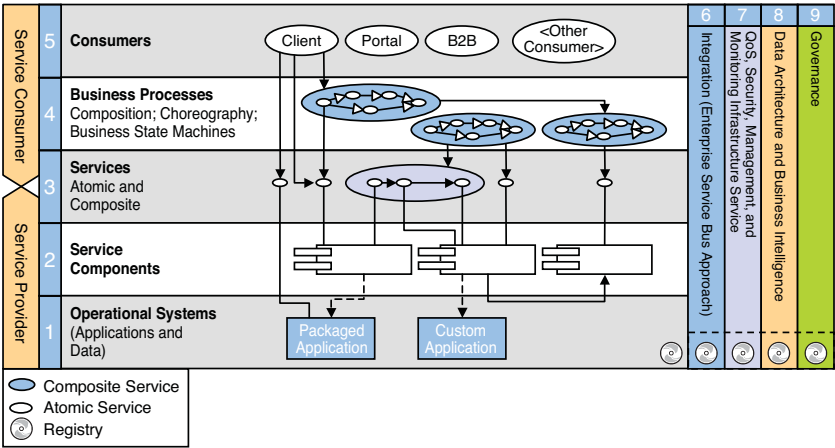 Service Consumer
Service Provider
5
Consumers
Client
Portal
B2B
<Other
Consumer>
4
Business Processes
Composition; Choreography;
Business State Machines
3
Services
Atomic and
Composite
2
Service
Components
1
Operational Systems
(Applications and
Data)
Packaged
Application
Custom
Application
6
Integration (Enterprise Service Bus Approach)
7
QoS, Security, Management, and
Monitoring Infrastructure Service
8
Data Architecture and Business Intelligence
9
Governance
Composite Service
Atomic Service
Registry